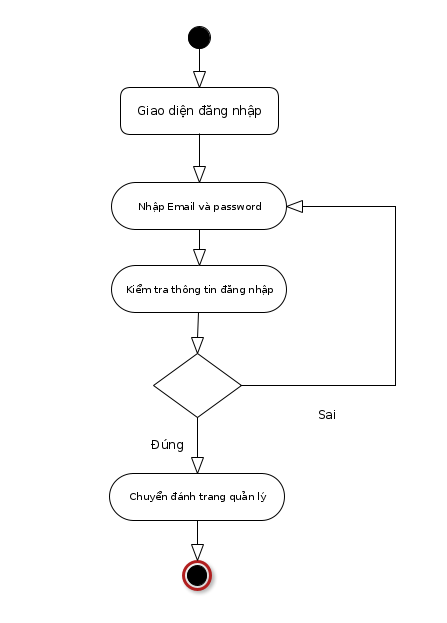 Giao diện đăng nhập
Nhập Email và password
Kiểm tra thông tin đăng nhập
Sai
Đúng
Chuyển đánh trang quản lý